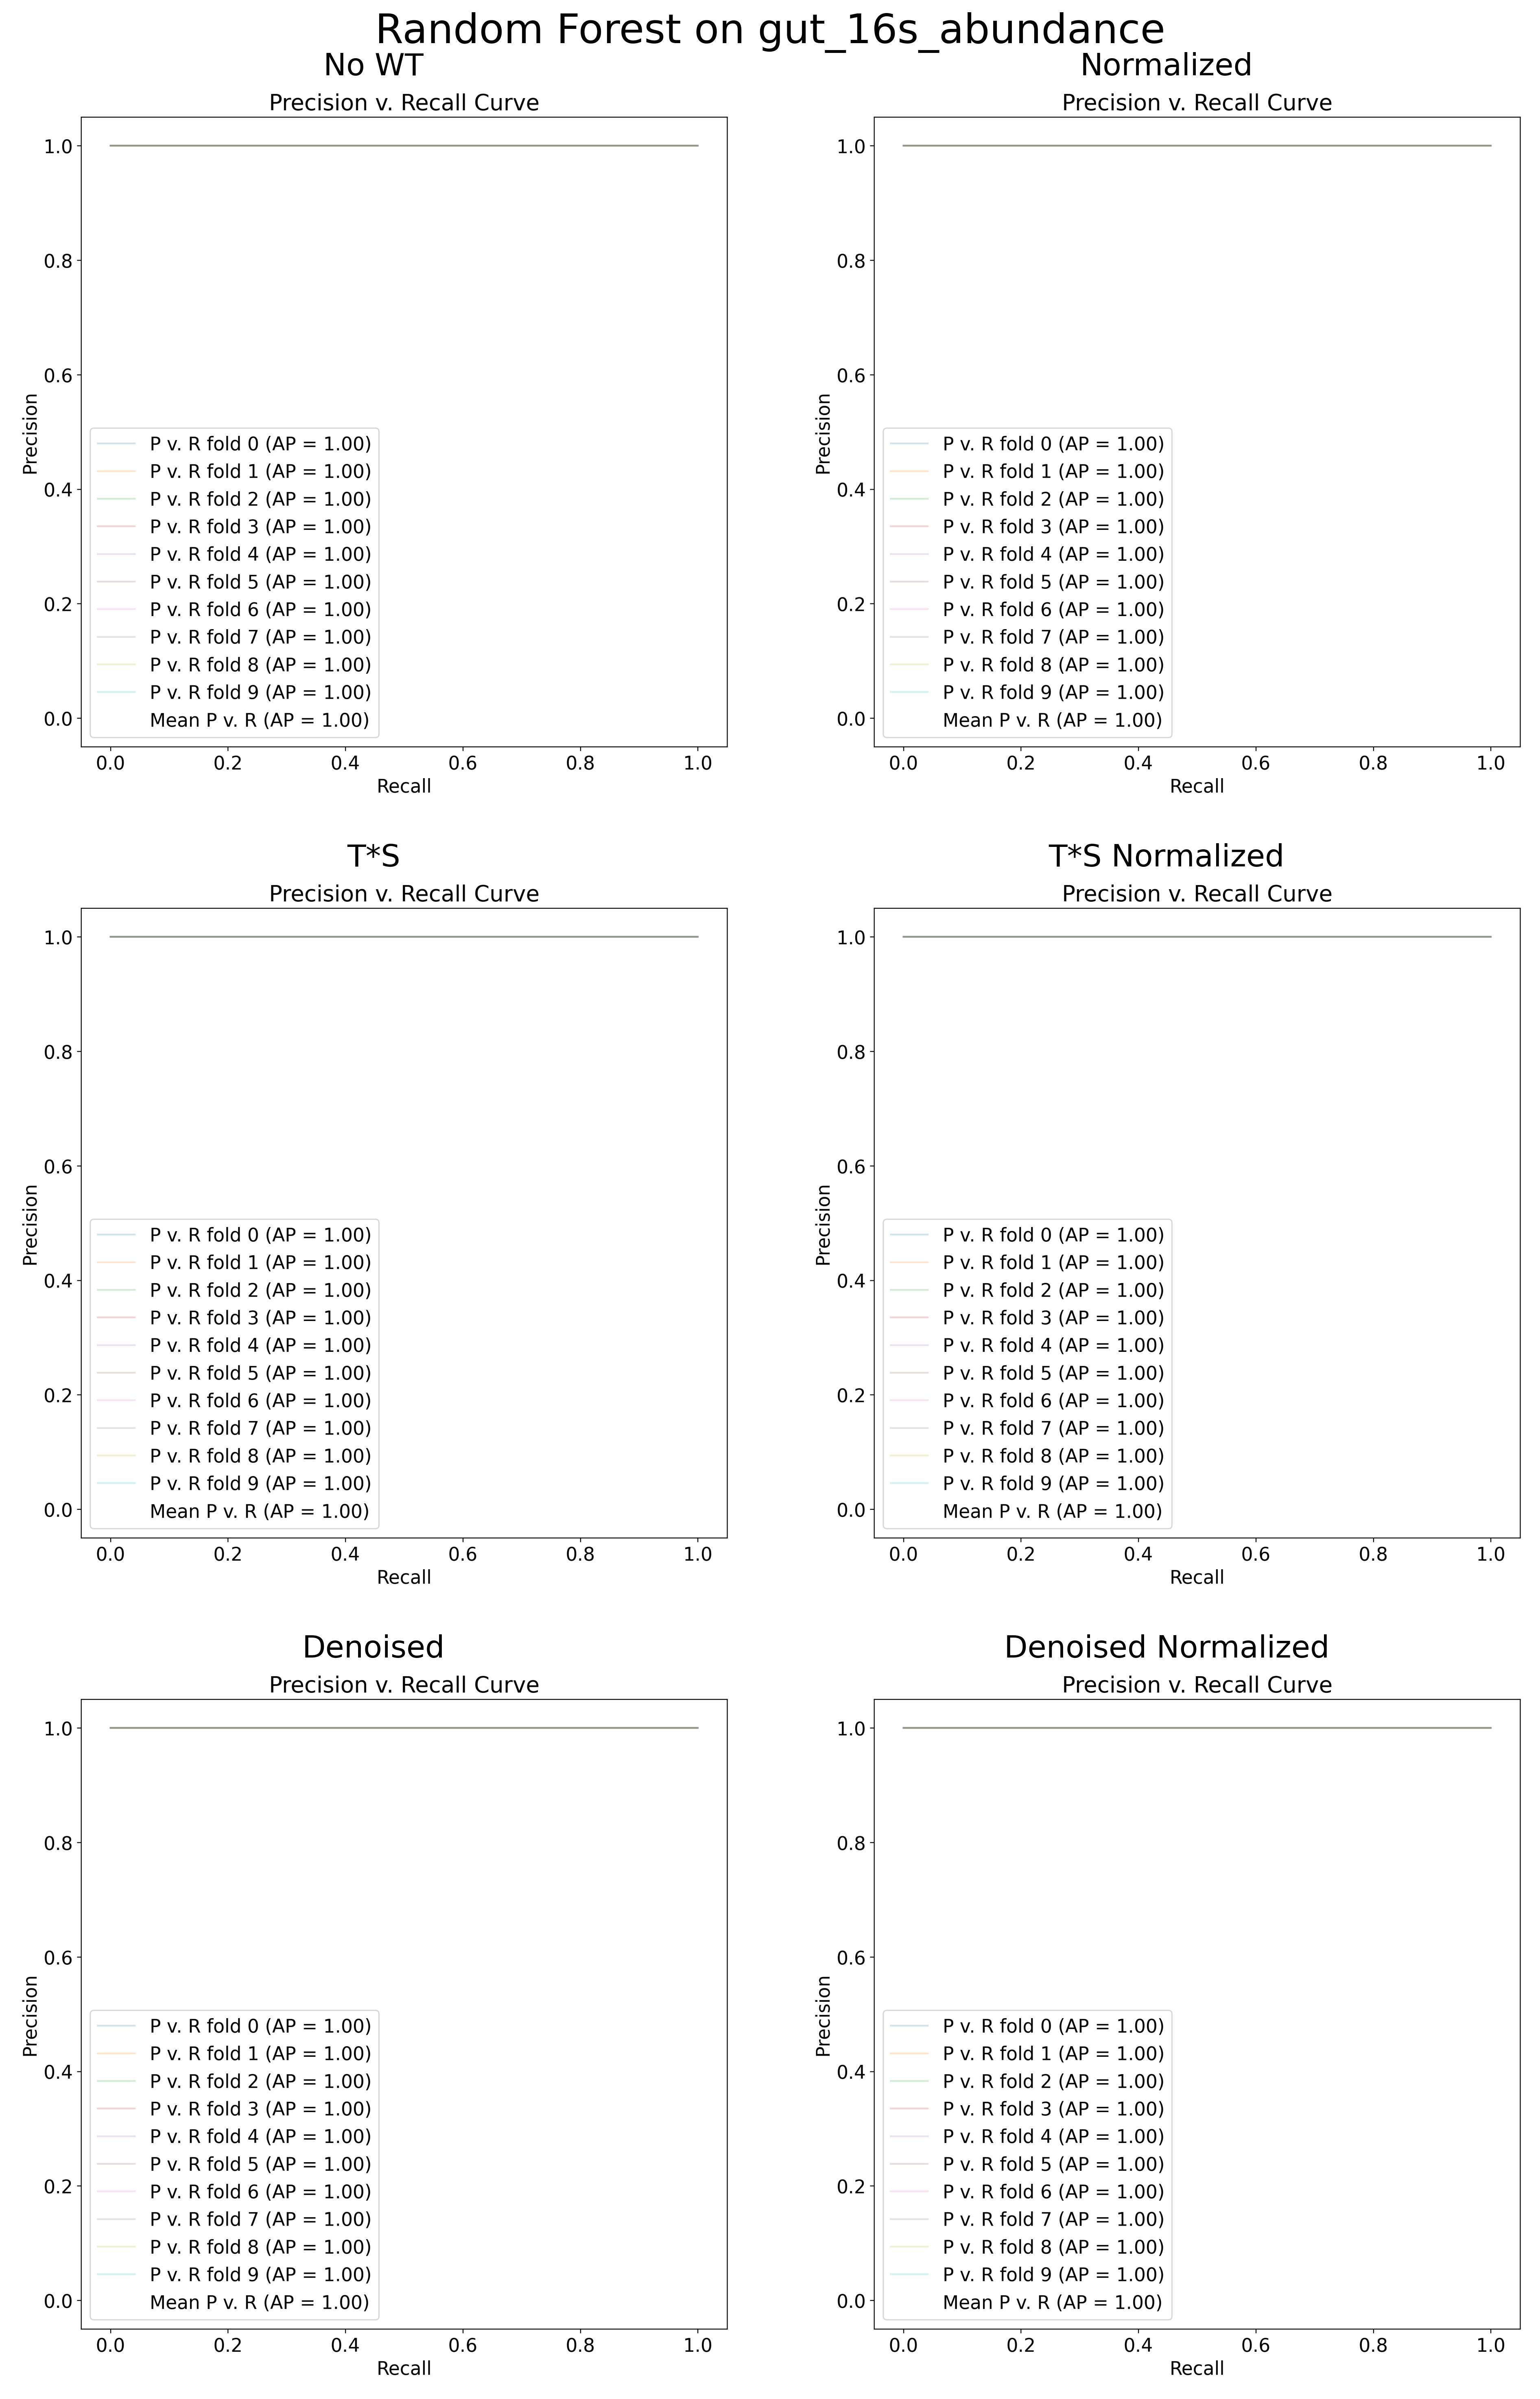 Random Forest on gut_16s_abundance
No WT
Precision v. Recall Curve
1.0
0.8
0.6
0.4
0.2
0.0
Precision
P v. R fold 0 (AP = 1.00)
P v. R fold 1 (AP = 1.00)
P v. R fold 2 (AP = 1.00)
P v. R fold 3 (AP = 1.00)
P v. R fold 4 (AP = 1.00)
P v. R fold 5 (AP = 1.00)
P v. R fold 6 (AP = 1.00)
P v. R fold 7 (AP = 1.00)
P v. R fold 8 (AP = 1.00)
P v. R fold 9 (AP = 1.00)
Mean P v. R (AP = 1.00)
0.0 0.2 0.4 0.6 0.8 1.0
Recall
Normalized
Precision v. Recall Curve
1.0
0.8
0.6
0.4
0.2
0.0
Precision
P v. R fold 0 (AP = 1.00)
P v. R fold 1 (AP = 1.00)
P v. R fold 2 (AP = 1.00)
P v. R fold 3 (AP = 1.00)
P v. R fold 4 (AP = 1.00)
P v. R fold 5 (AP = 1.00)
P v. R fold 6 (AP = 1.00)
P v. R fold 7 (AP = 1.00)
P v. R fold 8 (AP = 1.00)
P v. R fold 9 (AP = 1.00)
Mean P v. R (AP = 1.00)
0.0 0.2 0.4 0.6 0.8 1.0
Recall
T*S
Precision v. Recall Curve
1.0
0.8
0.6
0.4
0.2
0.0
Precision
P v. R fold 0 (AP = 1.00)
P v. R fold 1 (AP = 1.00)
P v. R fold 2 (AP = 1.00)
P v. R fold 3 (AP = 1.00)
P v. R fold 4 (AP = 1.00)
P v. R fold 5 (AP = 1.00)
P v. R fold 6 (AP = 1.00)
P v. R fold 7 (AP = 1.00)
P v. R fold 8 (AP = 1.00)
P v. R fold 9 (AP = 1.00)
Mean P v. R (AP = 1.00)
0.0 0.2 0.4 0.6 0.8 1.0
Recall
T*S Normalized
Precision v. Recall Curve
1.0
0.8
0.6
0.4
0.2
0.0
Precision
P v. R fold 0 (AP = 1.00)
P v. R fold 1 (AP = 1.00)
P v. R fold 2 (AP = 1.00)
P v. R fold 3 (AP = 1.00)
P v. R fold 4 (AP = 1.00)
P v. R fold 5 (AP = 1.00)
P v. R fold 6 (AP = 1.00)
P v. R fold 7 (AP = 1.00)
P v. R fold 8 (AP = 1.00)
P v. R fold 9 (AP = 1.00)
Mean P v. R (AP = 1.00)
0.0 0.2 0.4 0.6 0.8 1.0
Recall
Denoised
Precision v. Recall Curve
1.0
0.8
0.6
0.4
0.2
0.0
Precision
P v. R fold 0 (AP = 1.00)
P v. R fold 1 (AP = 1.00)
P v. R fold 2 (AP = 1.00)
P v. R fold 3 (AP = 1.00)
P v. R fold 4 (AP = 1.00)
P v. R fold 5 (AP = 1.00)
P v. R fold 6 (AP = 1.00)
P v. R fold 7 (AP = 1.00)
P v. R fold 8 (AP = 1.00)
P v. R fold 9 (AP = 1.00)
Mean P v. R (AP = 1.00)
0.0 0.2 0.4 0.6 0.8 1.0
Recall
Denoised Normalized
Precision v. Recall Curve
1.0
0.8
0.6
0.4
0.2
0.0
Precision
P v. R fold 0 (AP = 1.00)
P v. R fold 1 (AP = 1.00)
P v. R fold 2 (AP = 1.00)
P v. R fold 3 (AP = 1.00)
P v. R fold 4 (AP = 1.00)
P v. R fold 5 (AP = 1.00)
P v. R fold 6 (AP = 1.00)
P v. R fold 7 (AP = 1.00)
P v. R fold 8 (AP = 1.00)
P v. R fold 9 (AP = 1.00)
Mean P v. R (AP = 1.00)
0.0 0.2 0.4 0.6 0.8 1.0
Recall